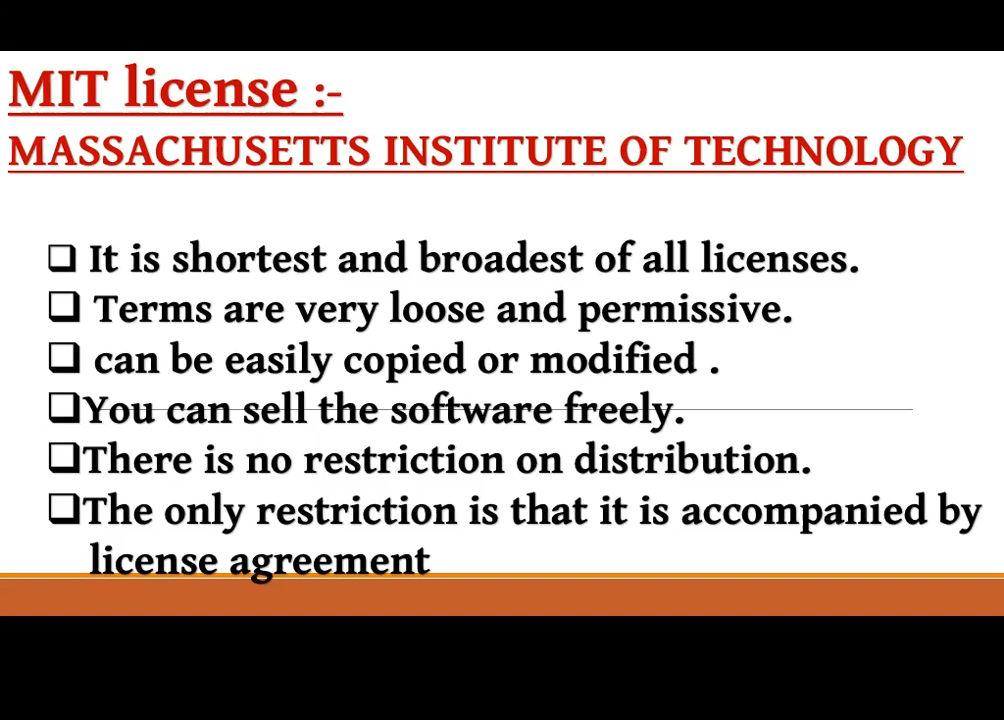 MIT license :-
MASSACHUSETTS INSTITUTE OF TECHNOLOGY
❑ It is shortest and broadest of all licenses.
❑ Terms are very loose and permissive.
❑ can be easily copied or modified .
❑You can sell the software freely.
❑There is no restriction on distribution.
❑The only restriction is that it is accompanied by
license agreement